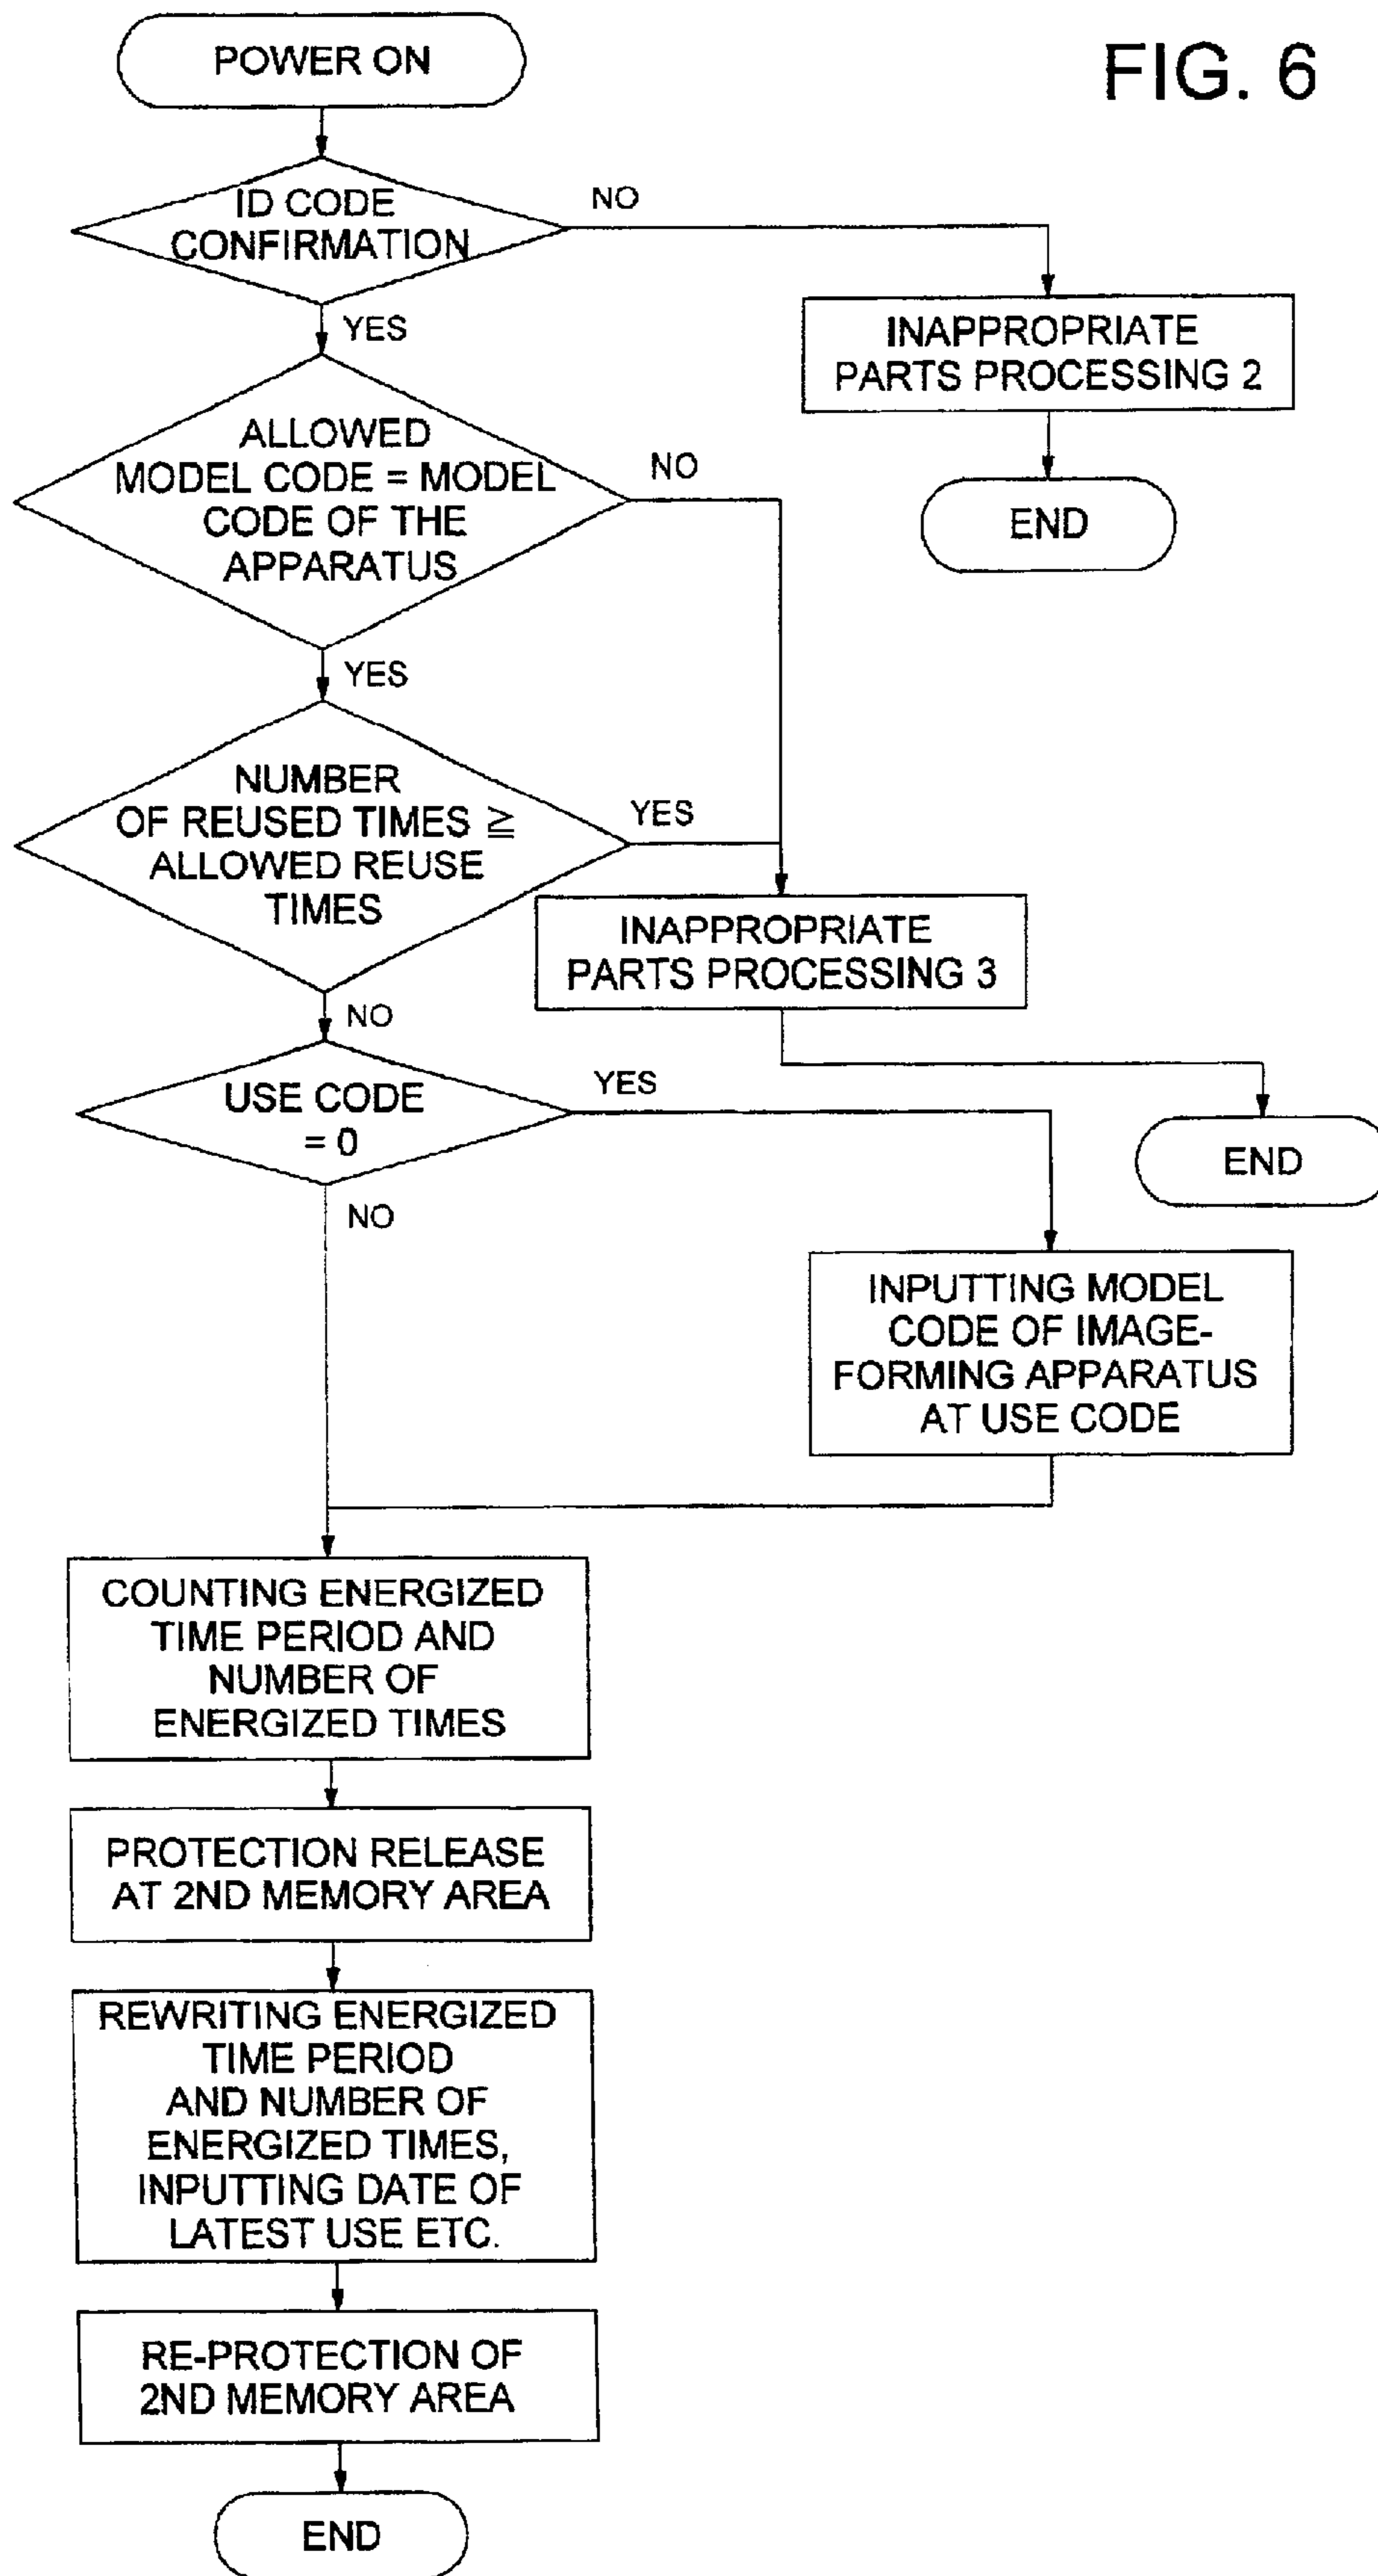 FIG. 6
POWER ON
ID CODE
CONFIRMATION
NO
YES
INAPPROPRIATE
PARTS PROCESSING 2
END
ALLOWED
MODEL CODE = MODEL
CODE OF THE
APPARATUS
NO
YES
NUMBER
OF REUSED TIMES ≧
ALLOWED REUSE
TIMES
YES
NO
INAPPROPRIATE
PARTS PROCESSING 3
END
USE CODE
= 0
YES
NO
INPUTTING MODEL
CODE OF IMAGE-
FORMING APPARATUS
AT USE CODE
COUNTING ENERGIZED
TIME PERIOD AND
NUMBER OF
ENERGIZED TIMES
PROTECTION RELEASE
AT 2ND MEMORY AREA
REWRITING ENERGIZED
TIME PERIOD
AND NUMBER OF
ENERGIZED TIMES,
INPUTTING DATE OF
LATEST USE ETC.
RE-PROTECTION OF
2ND MEMORY AREA
END